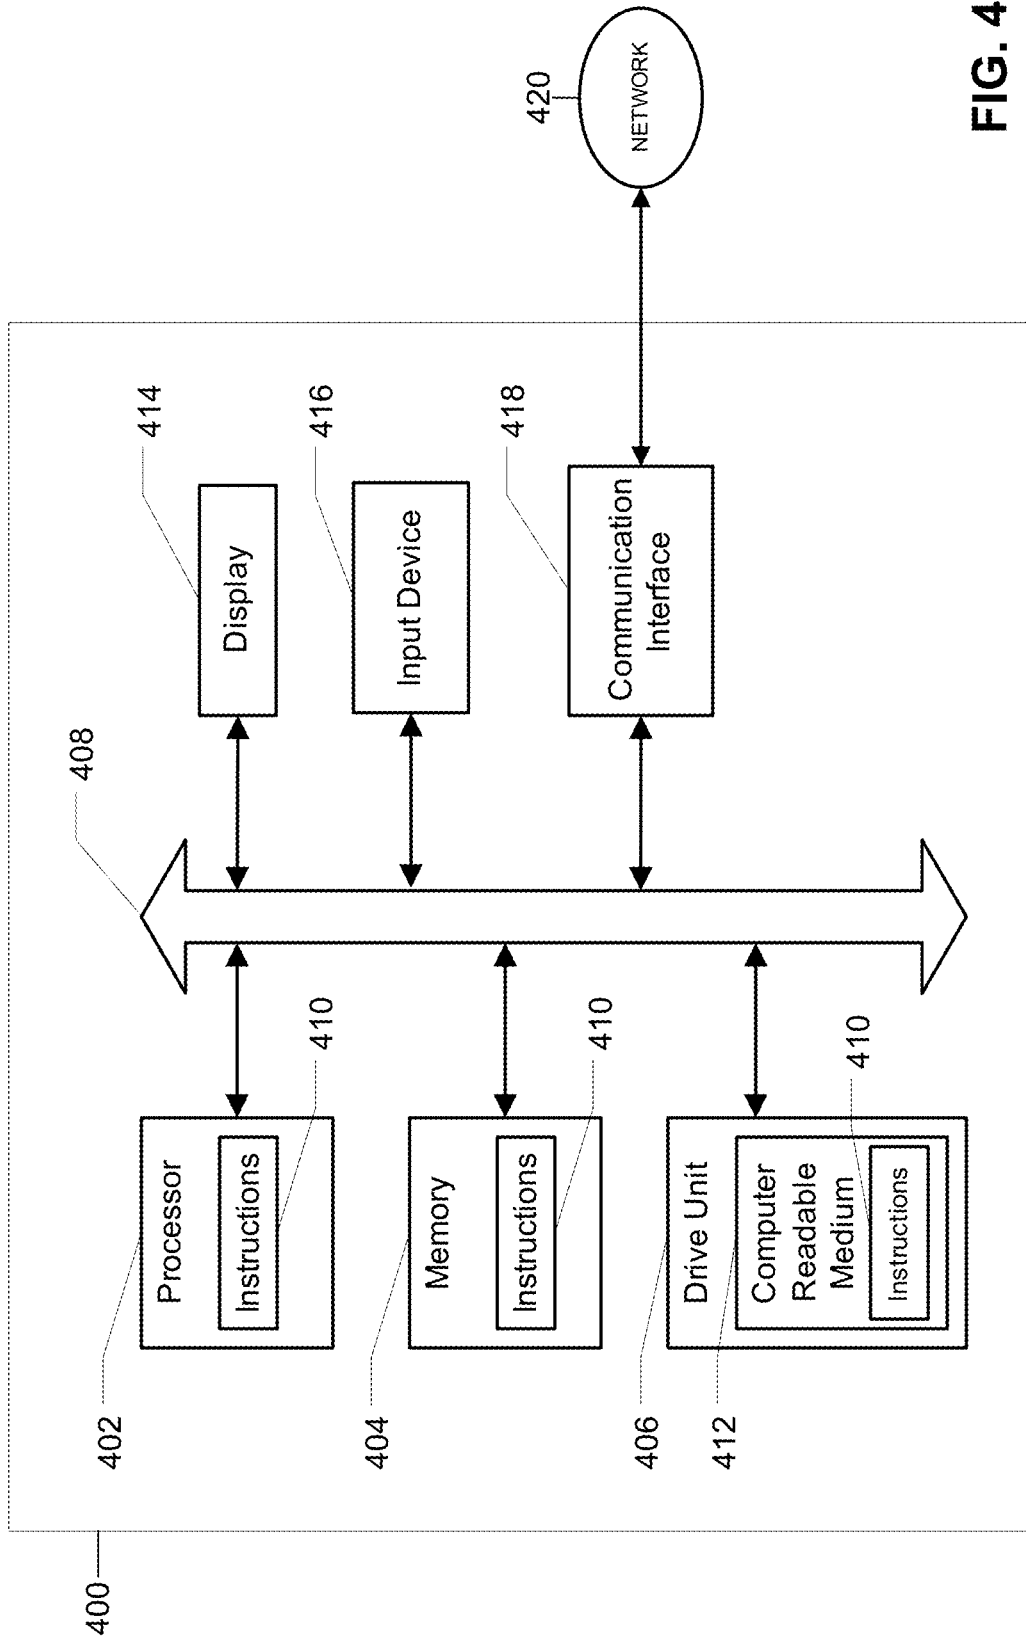 400
402
Processor
Instructions
410
404
Memory
Instructions
410
406
412
Drive Unit
Computer
Readable
Medium
Instructions
410
408
Display
414
Input Device
416
Communication
Interface
418
420
NETWORK
FIG. 4